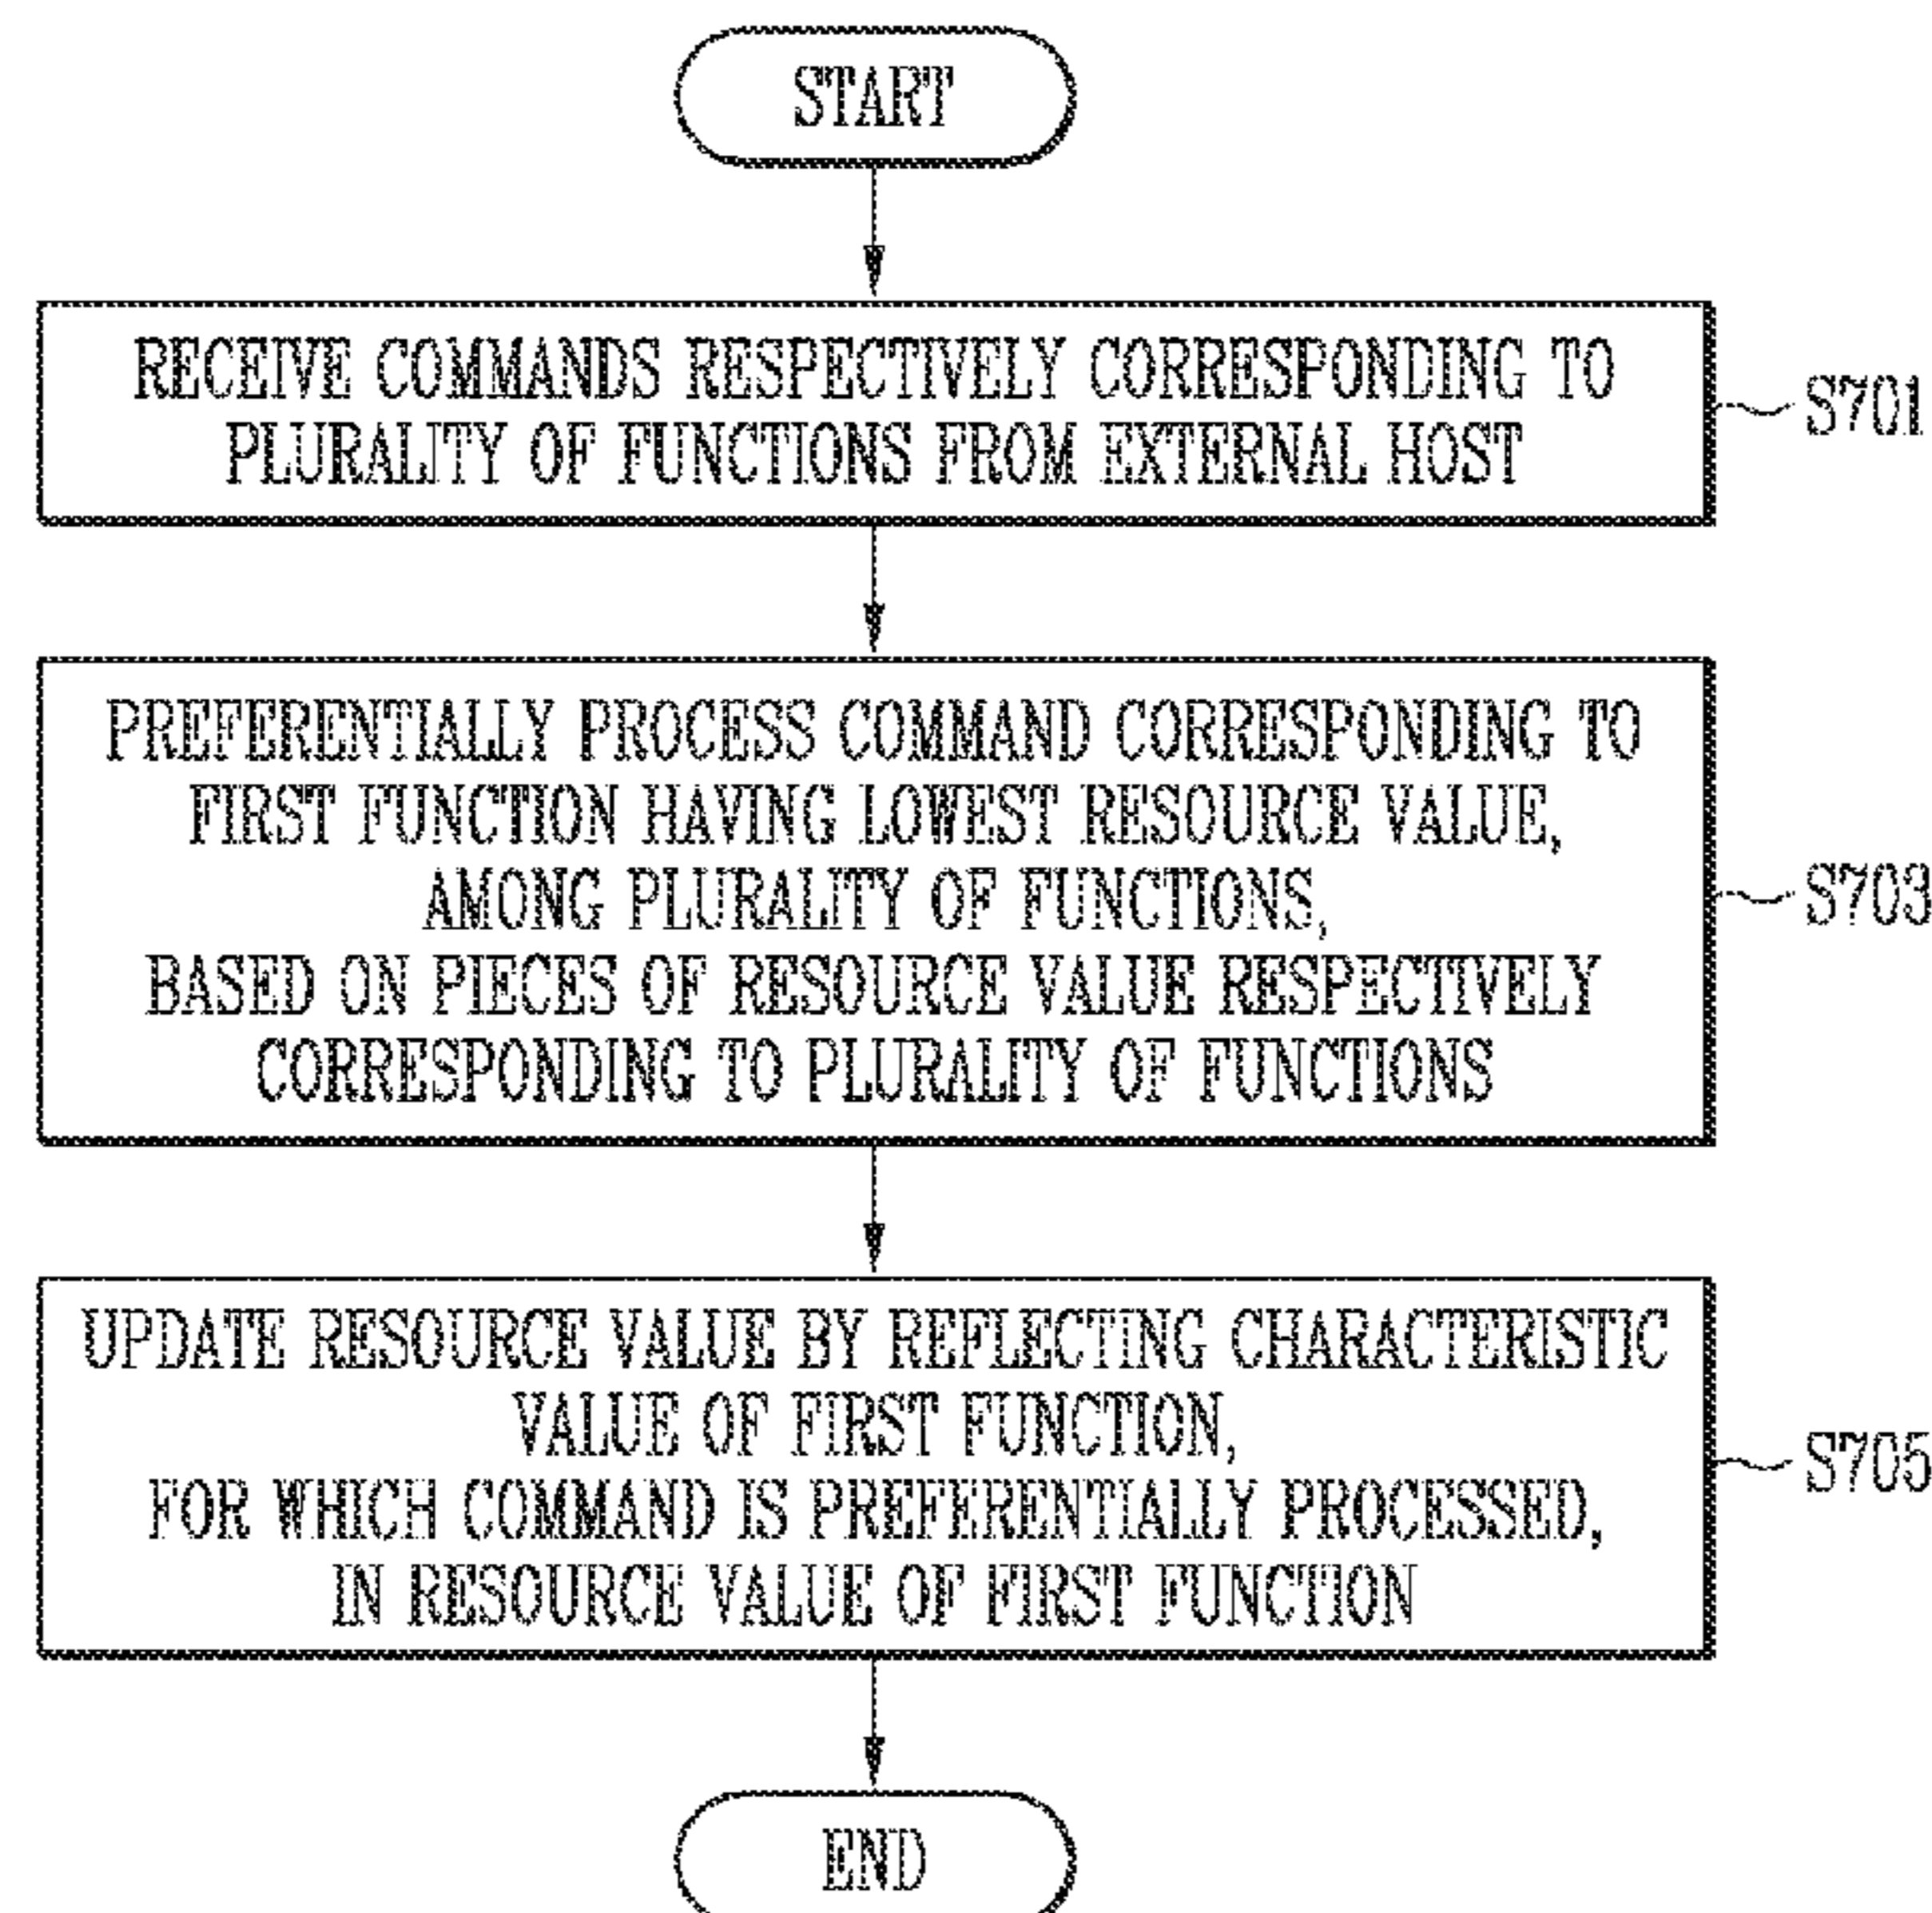 START
RECEIVE COMMANDS RESPECTIVELY CORRESPONDING TO
PLURALITY OF FUNCTIONS FROM EXTERNAL HOST
S701
PREFERENTIALLY PROCESS COMMAND CORRESPONDING TO
FIRST FUNCTION HAVING LOWEST RESOURCE VALUE,
AMONG PLURALITY OF FUNCTIONS,
BASED ON PIECES OF RESOURCE VALUE RESPECTIVELY
CORRESPONDING TO PLURALITY OF FUNCTIONS
S703
UPDATE RESOURCE VALUE BY REFLECTING CHARACTERISTIC
VALUE OF FIRST FUNCTION,
FOR WHICH COMMAND IS PREFERENTIALLY PROCESSED,
IN RESOURCE VALUE OF FIRST FUNCTION
S705
END